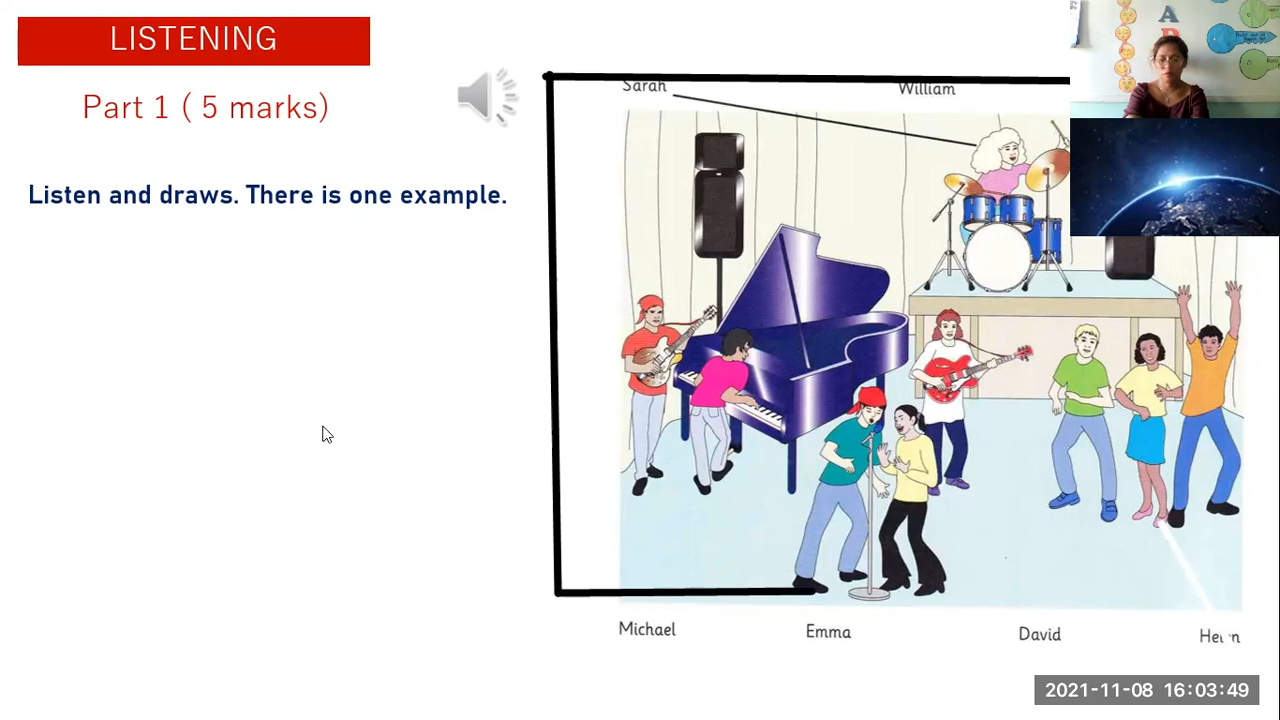 LISTENING
Part 1 ( 5 marks)
Listen and draws. There is one example.
Sarah
William
A
Michael
Emma
David
2021-11-08 16:03:49